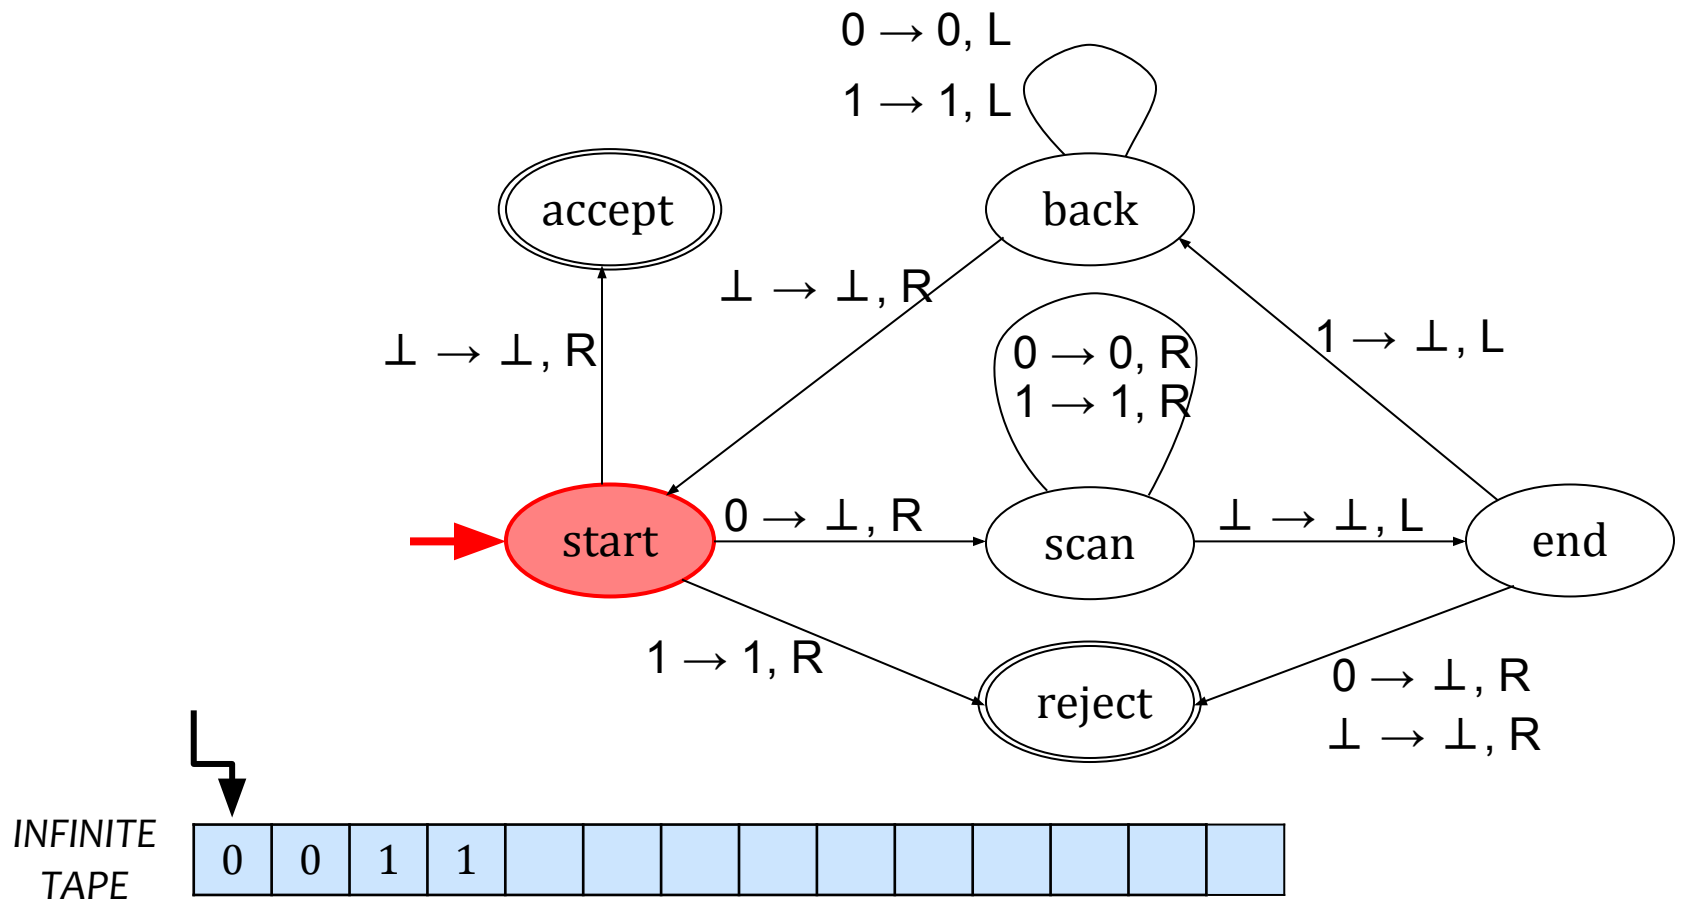 0 → 0, L
1 → 1, L
accept
back
⊥ → ⊥, R
⊥ → ⊥, R
0 → 0, R
1 → 1, R
1 → ⊥, L
start
0 → ⊥, R
scan
⊥ → ⊥, L
end
1 → 1, R
reject
0 → ⊥, R
⊥ → ⊥, R
INFINITE
TAPE
0 0 1 1